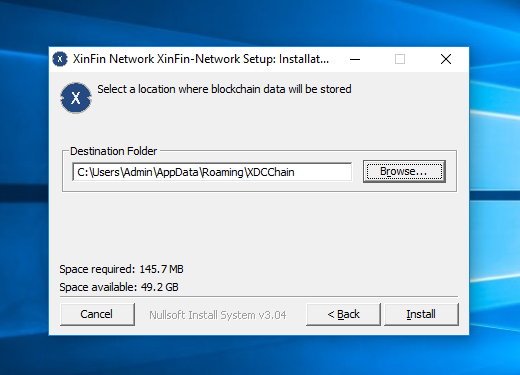 XinFin Network XinFin-Network Setup: Installat...
X
Select a location where blockchain data will be stored
Destination Folder
C:\Users\Admin\AppData\Roaming\XDCChain
Browse...
Space required: 145.7 MB
Space available: 49.2 GB
Cancel
Nullsoft Install System v3.04
< Back
Install